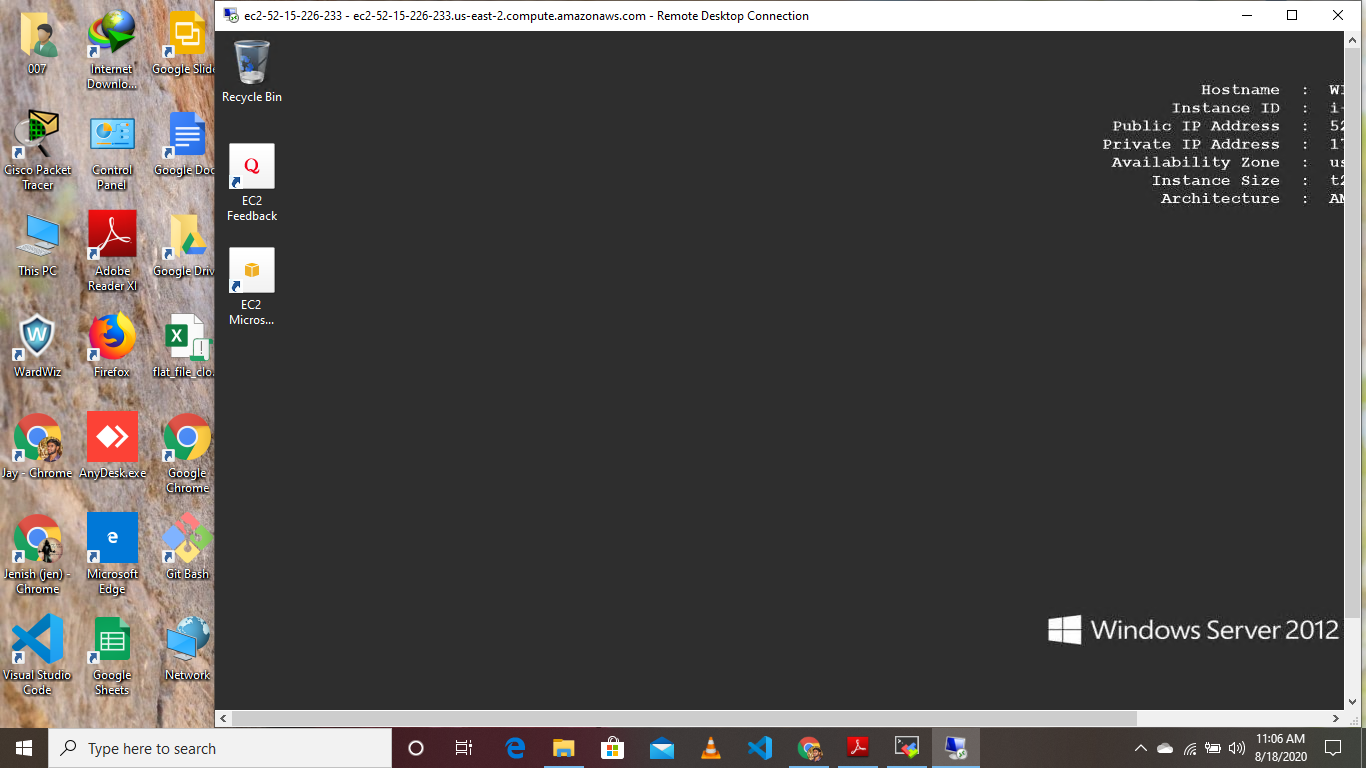 ec2-52-15-226-233 - ec2-52-15-226-233.us-east-2.compute.amazonaws.com - Remote Desktop Connection
007
Internet
Downlo...
Google Slide
Cisco Packet
Tracer
Control
Panel
Google Doc
This PC
Adobe
Reader XI
Google Driv
WardWiz
Firefox
flat_file_clo...
Jay - Chrome
AnyDesk.exe
Google
Chrome
Jenish (jen) -
Chrome
Microsoft
Edge
Git Bash
Visual Studio
Code
Google
Sheets
Network
Recycle Bin
EC2
Feedback
EC2
Micros...
Hostname : WI
Instance ID : i-
Public IP Address : 52
Private IP Address : 17
Availability Zone : us
Instance Size : t2
Architecture : AM
Windows Server 2012
Type here to search
11:06 AM
8/18/2020